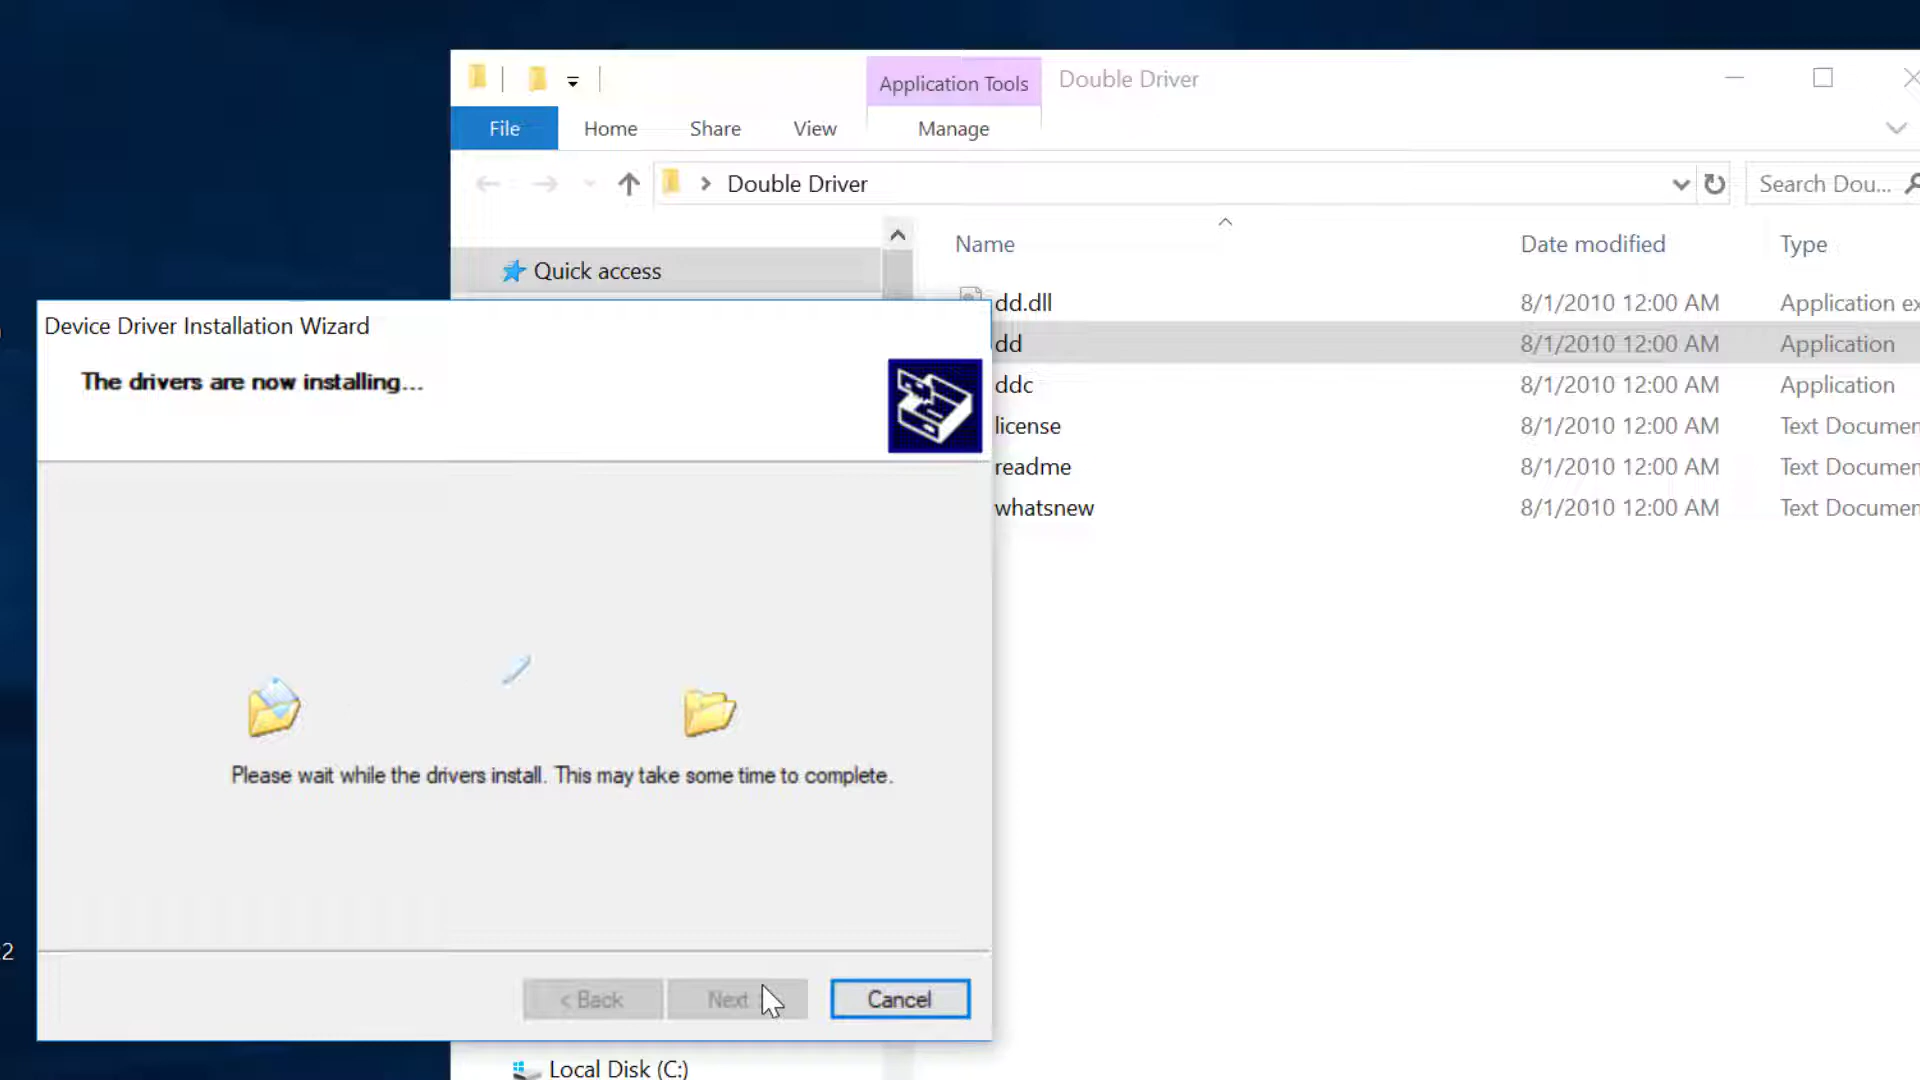 Application Tools
Double Driver
File
Home
Share
View
Manage
Double Driver
Search Dou...
Name
Date modified
Type
Quick access
dd.dll
8/1/2010 12:00 AM
Application ex
dd
8/1/2010 12:00 AM
Application
ddc
8/1/2010 12:00 AM
Application
license
8/1/2010 12:00 AM
Text Documen
readme
8/1/2010 12:00 AM
Text Documen
whatsnew
8/1/2010 12:00 AM
Text Documen
Device Driver Installation Wizard
The drivers are now installing...
Please wait while the drivers install. This may take some time to complete.
2
< Back
Next
Cancel
Local Disk (C:)